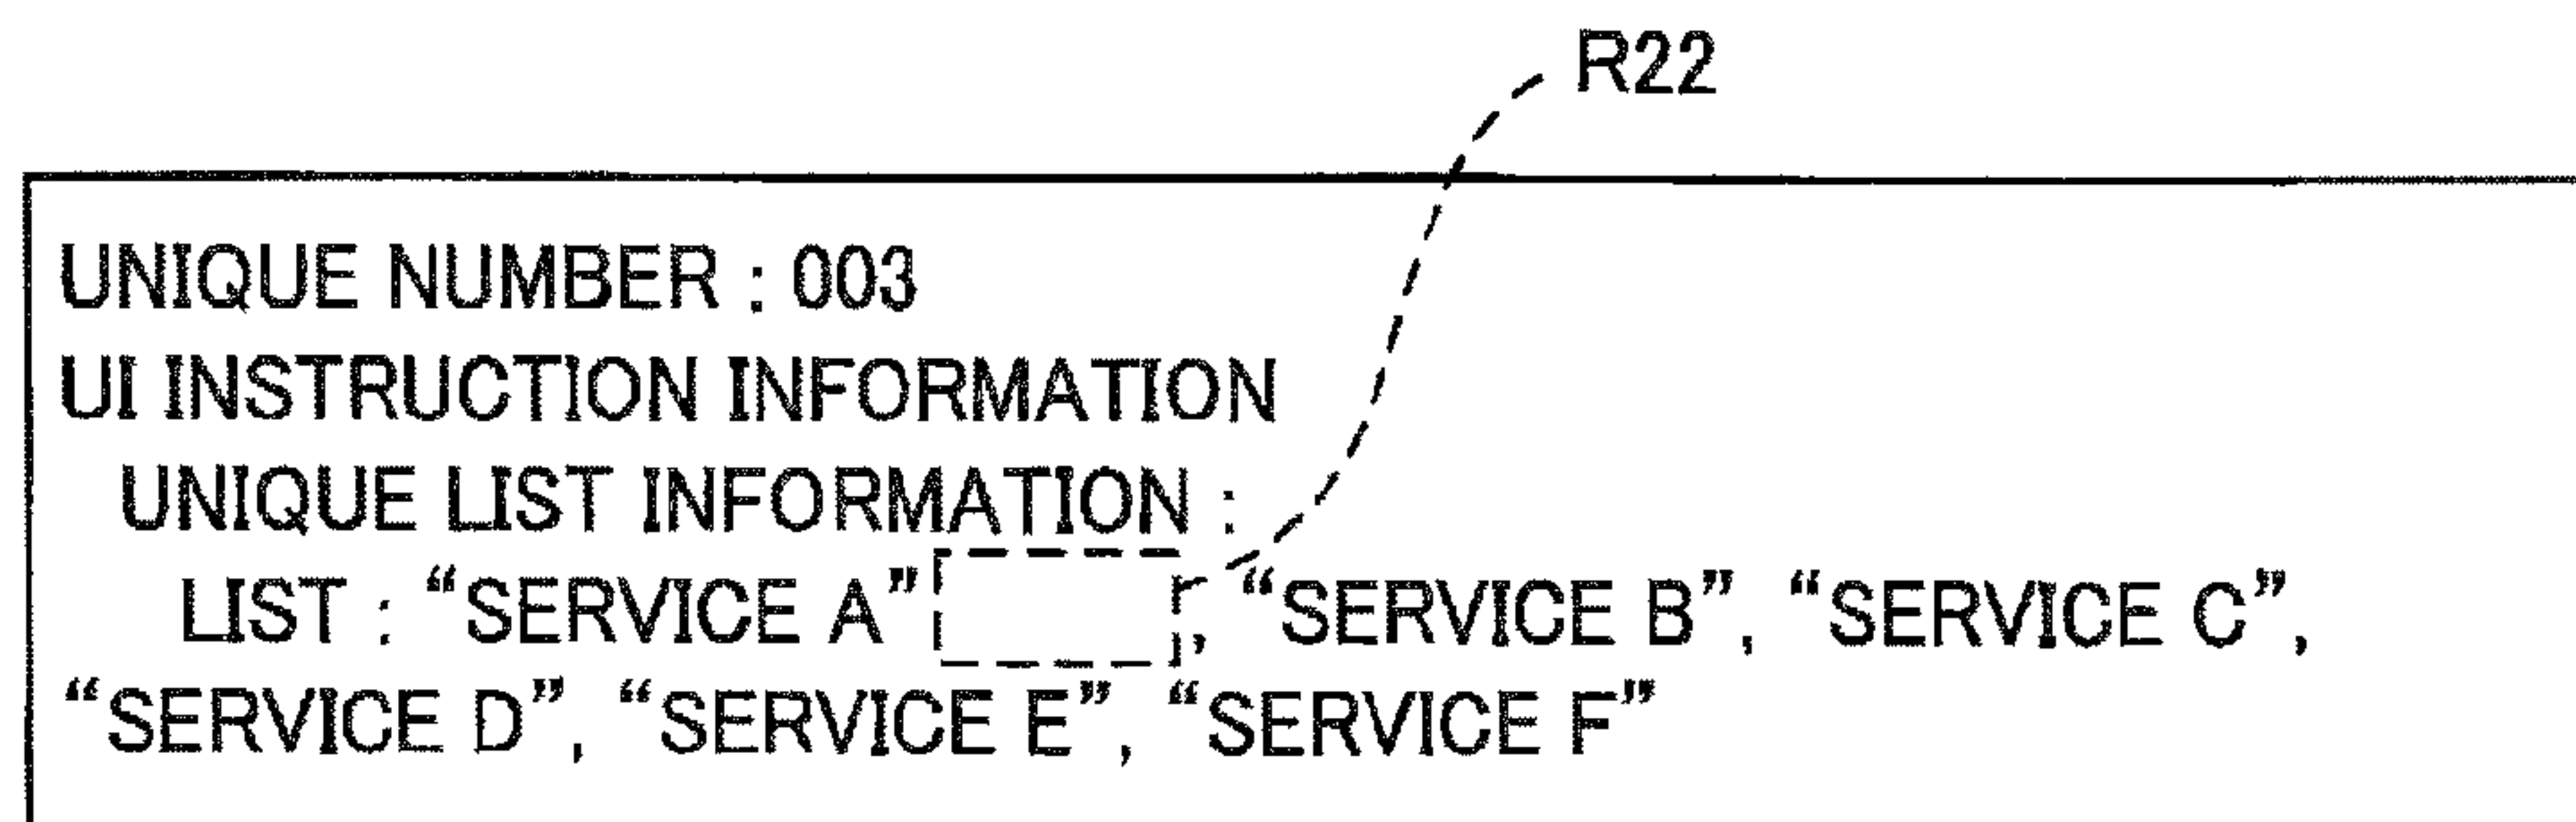 R22
UNIQUE NUMBER : 003
UI INSTRUCTION INFORMATION
UNIQUE LIST INFORMATION :
LIST : “SERVICE A” , “SERVICE B”, “SERVICE C”,
“SERVICE D”, “SERVICE E”, “SERVICE F”